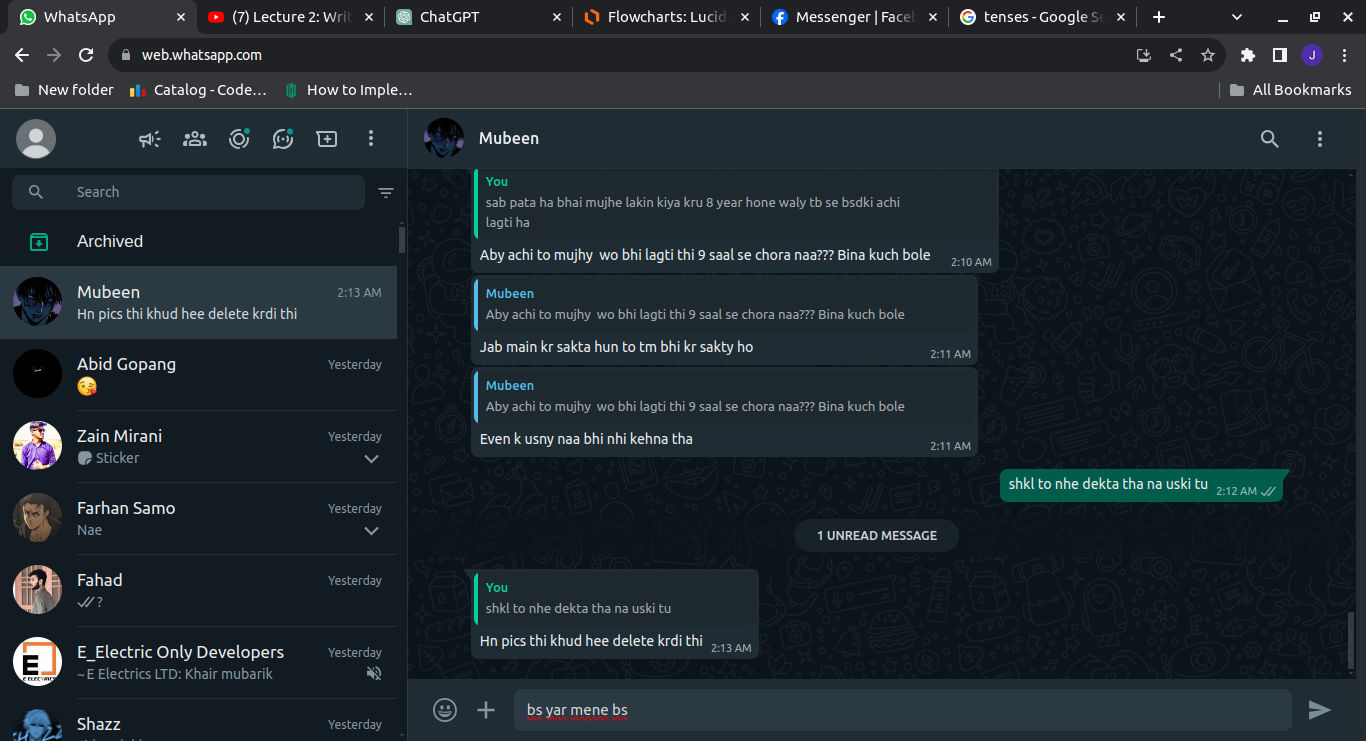 WhatsApp
(7) Lecture 2: Writ
ChatGPT
Flowcharts: Lucid
Messenger | Faceb
tenses - Google Se
web.whatsapp.com
J
New folder
Catalog - Code...
How to Imple...
All Bookmarks
Mubeen
Search
Archived
Mubeen
2:13 AM
Hn pics thi khud hee delete krdi thi
Abid Gopang
Yesterday
😘
Zain Mirani
Yesterday
Sticker
Farhan Samo
Yesterday
Nae
Fahad
Yesterday
?
E_Electric Only Developers
Yesterday
~E Electrics LTD: Khair mubarik
E ELECTRICS
Shazz
Yesterday
You
sab pata ha bhai mujhe lakin kiya kru 8 year hone waly tb se bsdki achi
lagti ha
Aby achi to mujhy wo bhi lagti thi 9 saal se chora naa??? Bina kuch bole
2:10 AM
Mubeen
Aby achi to mujhy wo bhi lagti thi 9 saal se chora naa??? Bina kuch bole
Jab main kr sakta hun to tm bhi kr sakty ho
2:11 AM
Mubeen
Aby achi to mujhy wo bhi lagti thi 9 saal se chora naa??? Bina kuch bole
Even k usny naa bhi nhi kehna tha
2:11 AM
shkl to nhe dekta tha na uski tu
2:12 AM
1 UNREAD MESSAGE
You
shkl to nhe dekta tha na uski tu
Hn pics thi khud hee delete krdi thi
2:13 AM
bs yar mene bs